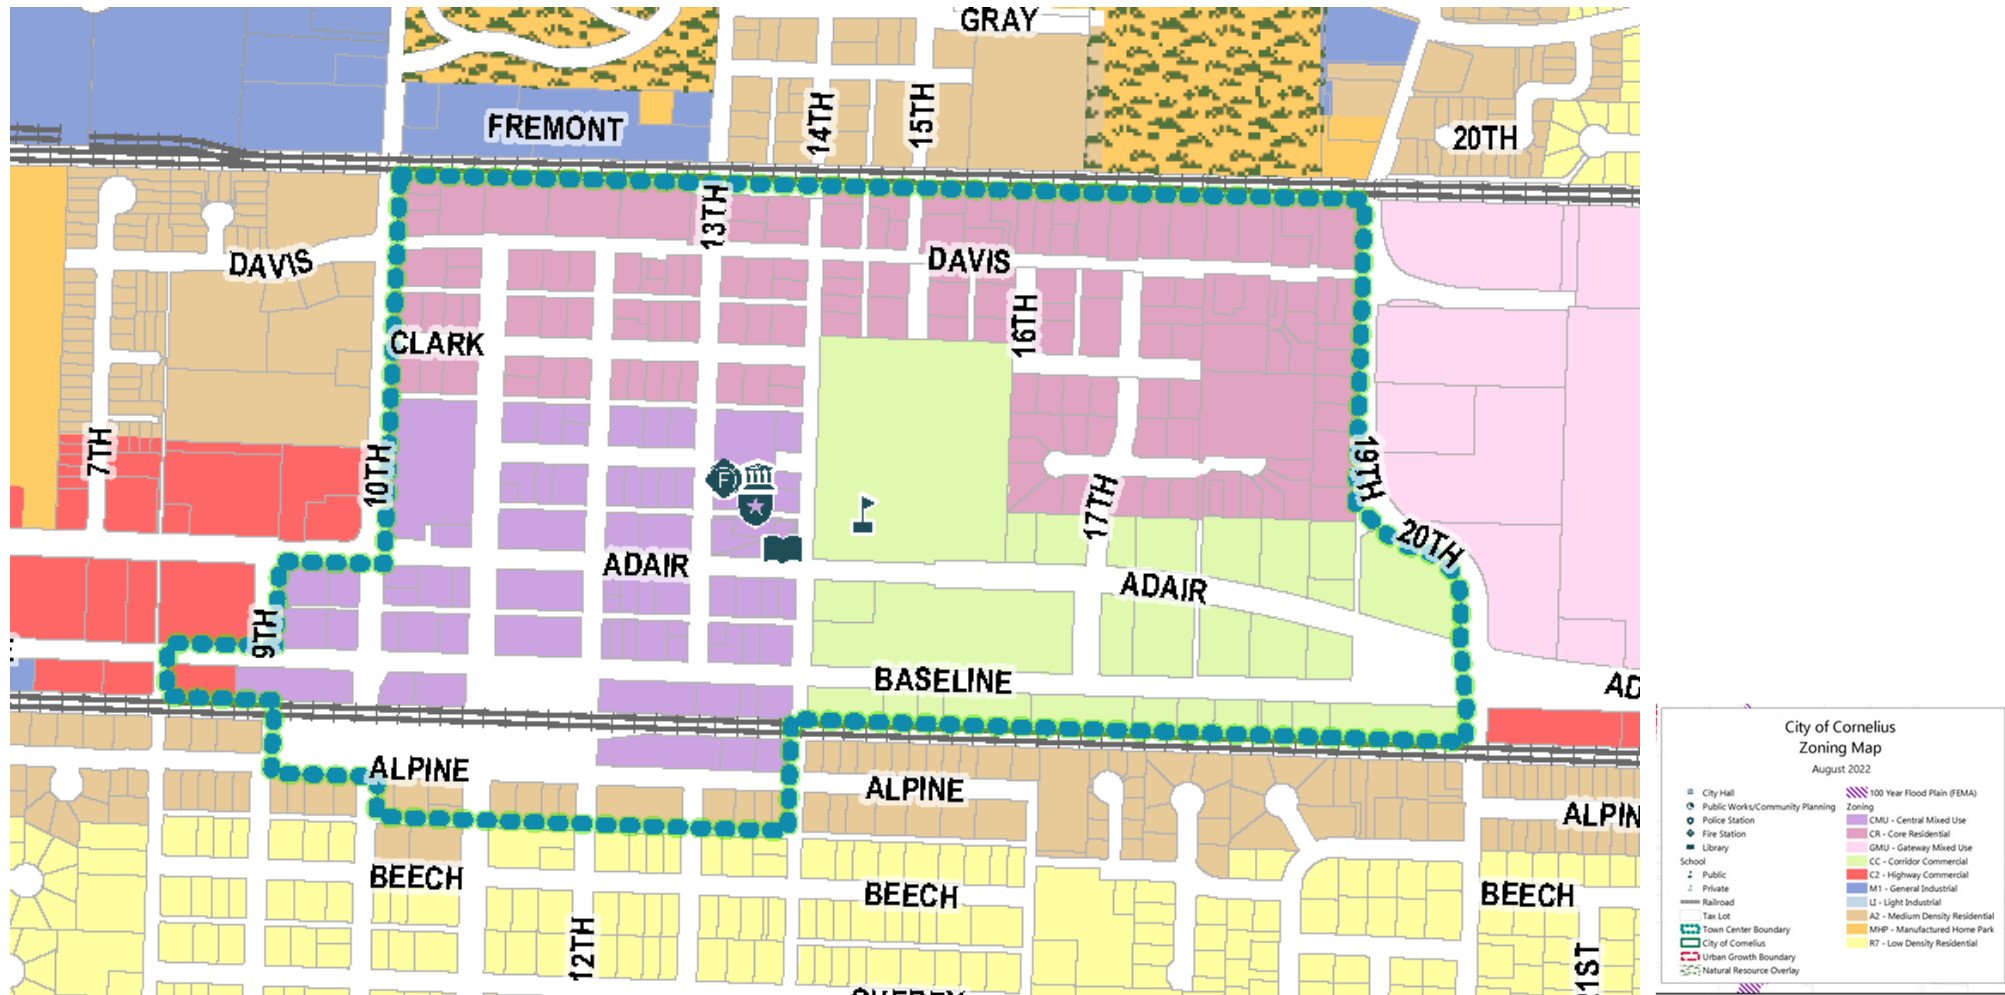 GRAY
14TH
15TH
FREMONT
20TH
13TH
DAVIS
DAVIS
16TH
CLARK
7TH
10TH
19TH
F
17TH
20TH
ADAIR
ADAIR
9TH
BASELINE
AD
ALPINE
ALPINE
ALPIN
BEECH
BEECH
BEECH
12TH
21ST
City of Cornelius
Zoning Map
August 2022
City Hall
Public Works/Community Planning
Police Station
Fire Station
Library
School
Public
Private
Railroad
Tax Lot
Town Center Boundary
City of Cornelius
Urban Growth Boundary
Natural Resource Overlay
100 Year Flood Plain (FEMA)
Zoning
CMU - Central Mixed Use
CR - Core Residential
GMU - Gateway Mixed Use
CC - Corridor Commercial
C2 - Highway Commercial
M1 - General Industrial
LI - Light Industrial
A2 - Medium Density Residential
MHP - Manufactured Home Park
R7 - Low Density Residential